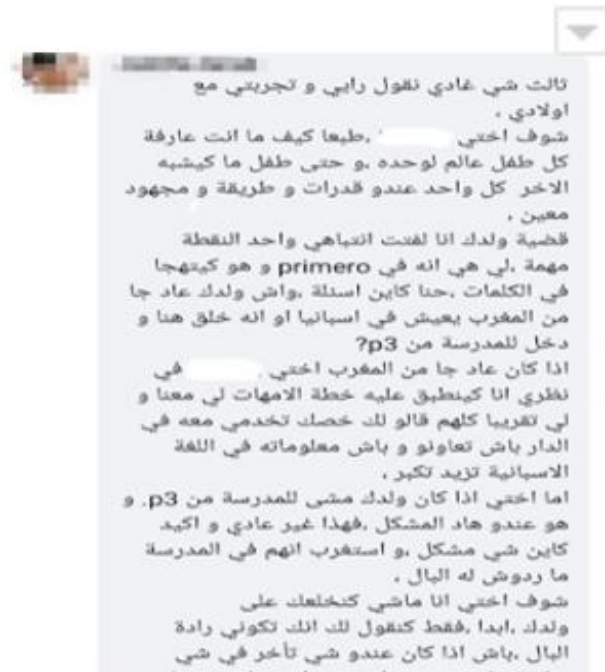 ثالت شي غادي نقول رايي و تجربتي مع
اولادي .
شوف اختي ,طبعا كيف ما انت عارفة
كل طفل عالم لوحده ,و حتى طفل ما كيشبه
الاخر كل واحد عندو قدرات و طريقة و مجهود
معين .
قضية ولدك انا لفتت انتباهي واحد النقطة
مهمة ,لي هي انه في primero و هو كيتهجا
في الكلمات ,حنا كاين اسئلة ,واش ولدك عاد جا
من المغرب يعيش في اسبانيا او انه خلق هنا و
دخل للمدرسة من p3?
اذا كان عاد جا من المغرب اختي , في
نظري انا كينطبق عليه خطة الامهات لي معنا و
لي تقريبا كلهم قالو لك خصك تخدمي معه في
الدار باش تعاونو و باش معلوماته في اللغة
الاسبانية تزيد تكبر .
اما اختي اذا كان ولدك مشى للمدرسة من p3, و
هو عندو هاد المشكل ,فهذا غير عادي و اكيد
كاين شي مشكل ,و استغرب انهم في المدرسة
ما ردوش له البال .
شوف اختي انا ماشي كنخلعك على
ولدك ,ابدا ,فقط كنقول لك انك تكوني رادة
البال ,باش اذا كان عندو شي تأخر في شي